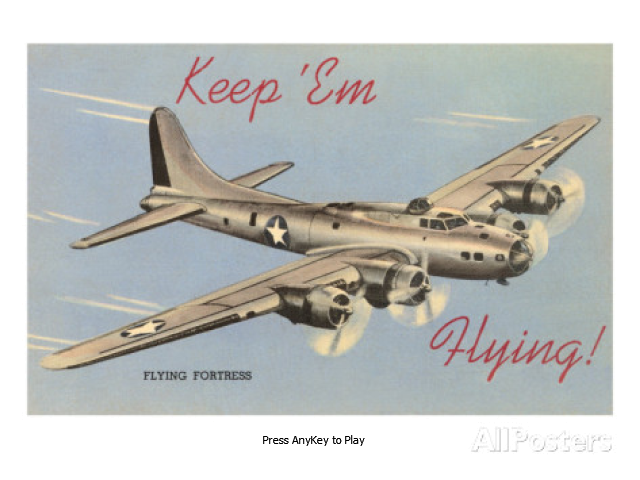 Keep 'Em
Flying!
FLYING FORTRESS
Press AnyKey to Play
AllPosters